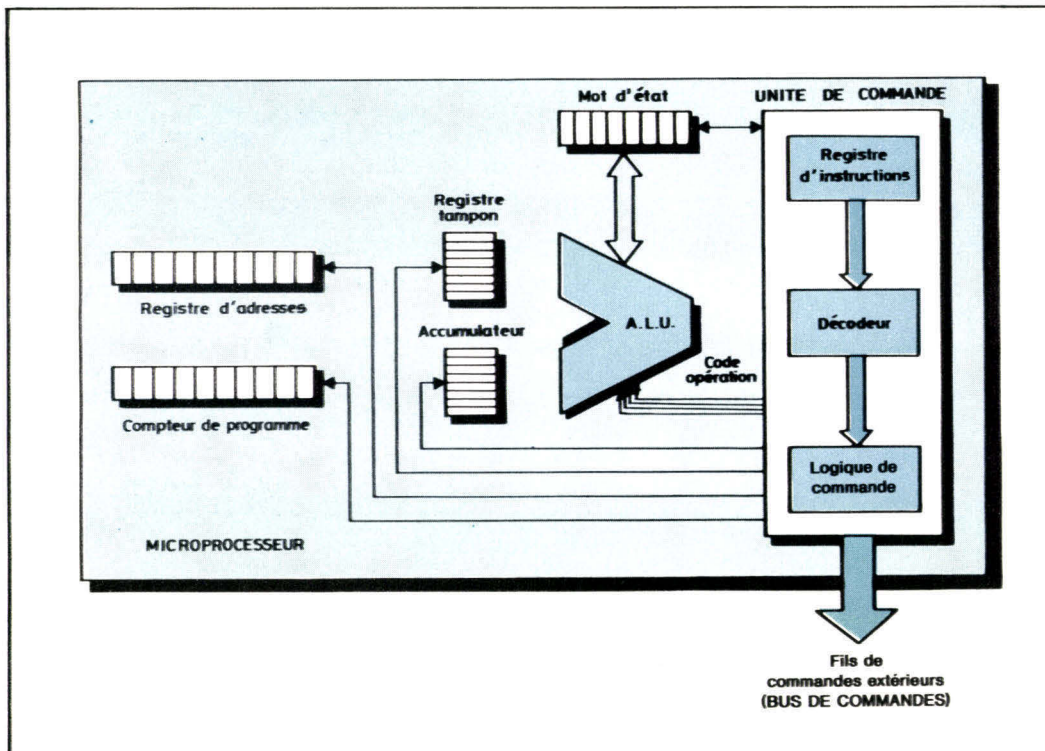 Mot d'état
UNITE DE COMMANDE
Registre
d'instructions
Registre
tampon
Registre d'adresses
A.L.U.
Décodeur
Accumulateur
Code
opération
Compteur de programme
Logique de
commande
MICROPROCESSEUR
Fils de
commandes extérieurs
(BUS DE COMMANDES)